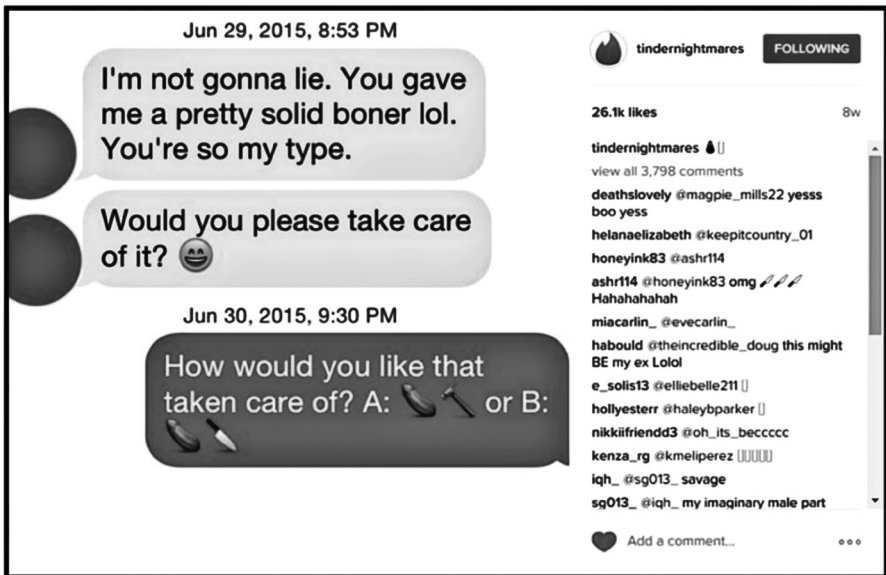 Jun 29, 2015, 8:53 PM
I'm not gonna lie. You gave
me a pretty solid boner lol.
You're so my type.
Would you please take care
of it? 😄
Jun 30, 2015, 9:30 PM
How would you like that
taken care of? A: 🍆🔨 or B:
🍆🔪
tindernightmares FOLLOWING
26.1k likes 8w
tindernightmares
view all 3,798 comments
deathslovely @magpie_mills22 yesss
boo yess
helanaelizabeth @keepitcountry_01
honeyink83 @ashr114
ashr114 @honeyink83 omg 🔪🔪🔪
Hahahahahah
miacarlin_ @evecarlin_
habould @theincredible_doug this might
BE my ex Lolol
e_solis13 @elliebelle211
hollyesterr @haleybparker
nikkiifriendd3 @oh_its_beccccc
kenza_rg @kmeliperez
iqh_ @sg013_ savage
sg013_ @iqh_ my imaginary male part
Add a comment...